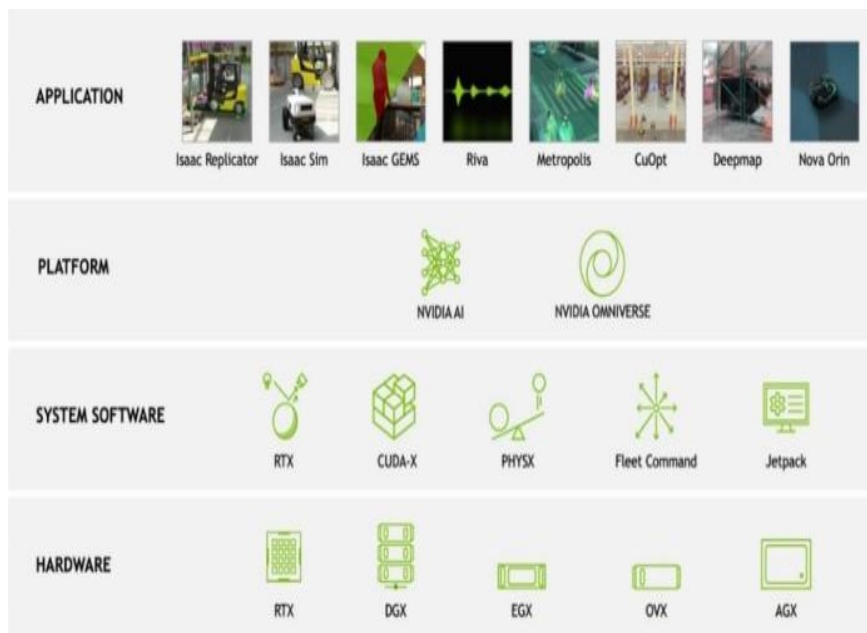 APPLICATION
Isaac Replicator Isaac Sim Isaac GEMS Riva Metropolis CuOpt Deepmap Nova Orin
PLATFORM
NVIDIA AI NVIDIA OMNIVERSE
SYSTEM SOFTWARE
RTX CUDA-X PHYSX Fleet Command Jetpack
HARDWARE
RTX DGX EGX OVX AGX